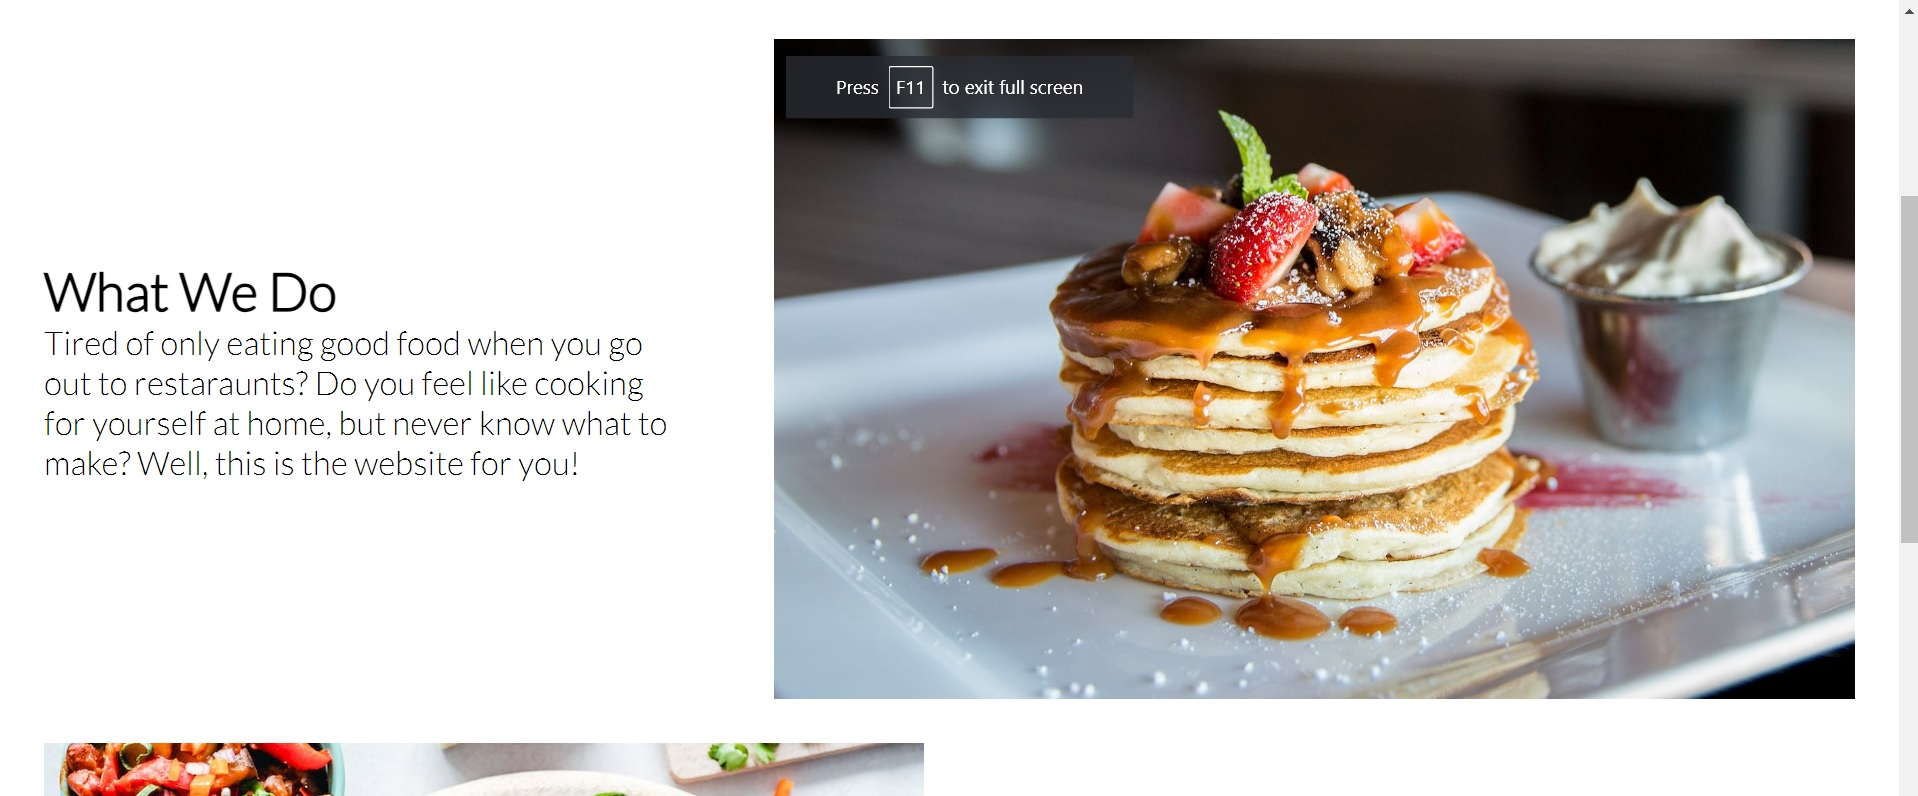 Press F11 to exit full screen
What We Do
Tired of only eating good food when you go
out to restaraunts? Do you feel like cooking
for yourself at home, but never know what to
make? Well, this is the website for you!